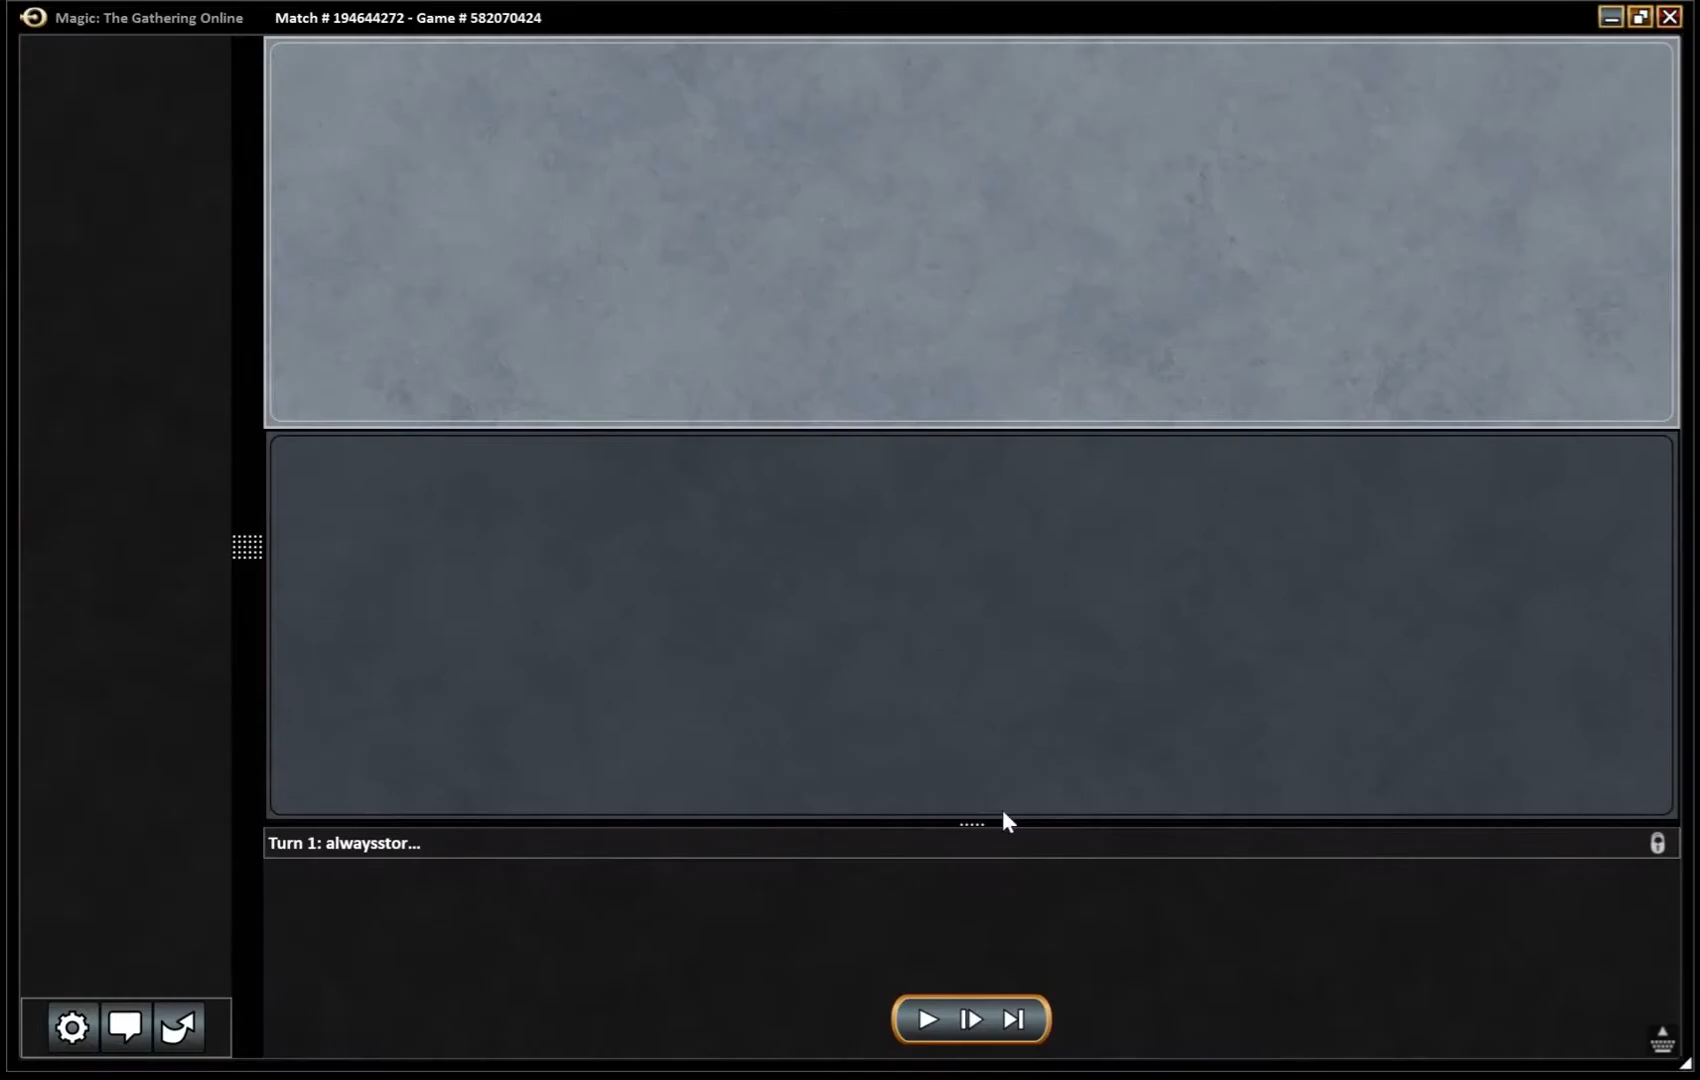 Magic: The Gathering Online
Match # 194644272 - Game # 582070424
Turn 1: alwaysstor...